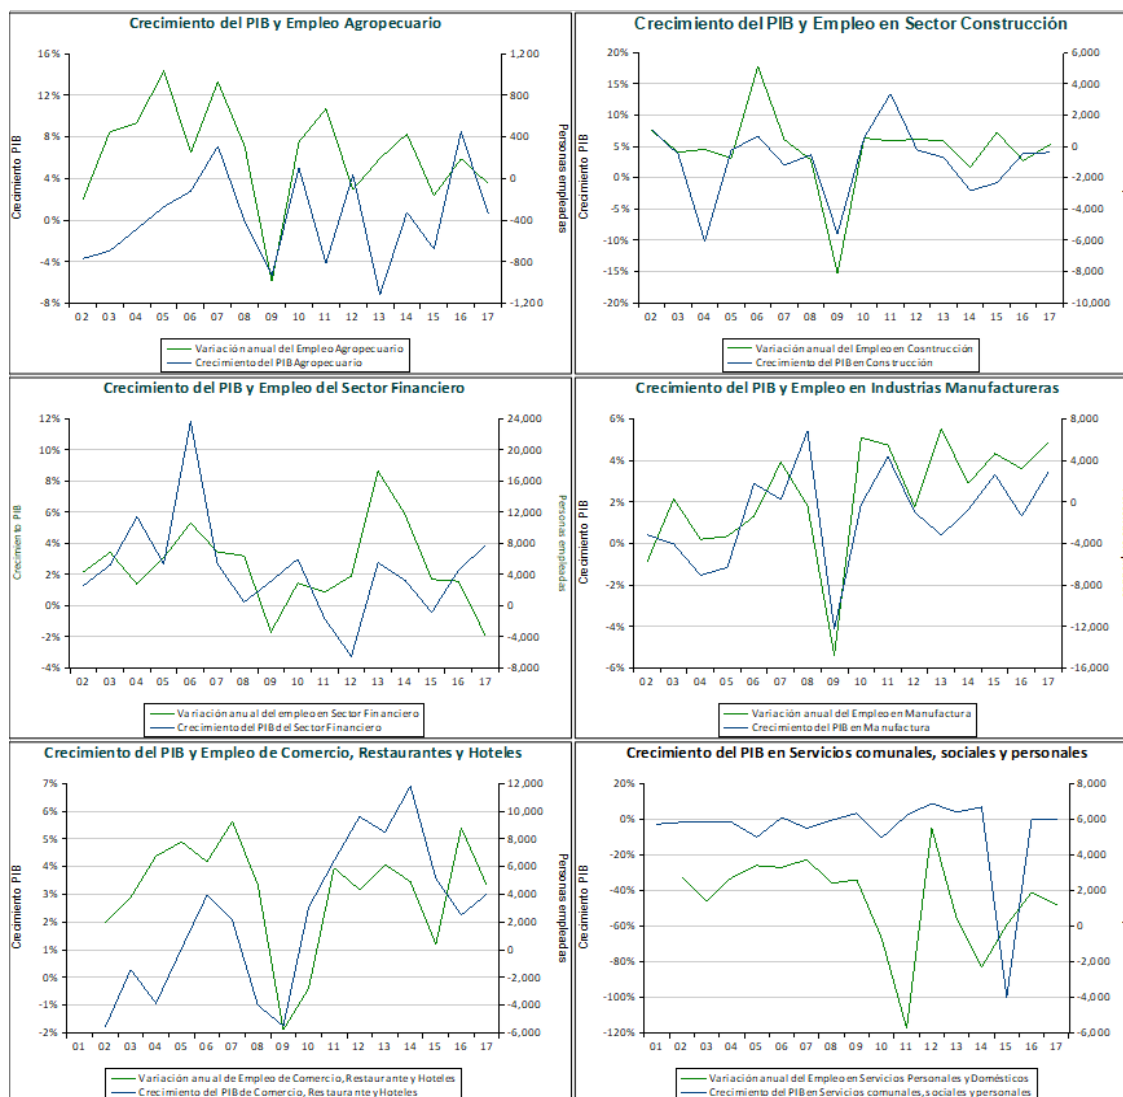 Crecimiento del PIB y Empleo Agropecuario
16% 1,200
12% 800
8% 400
4% 0
0% -400
-4% -800
-8% -1,200
Crecimiento PIB
Personas empleadas
02 03 04 05 06 07 08 09 10 11 12 13 14 15 16 17
Variación anual del Empleo Agropecuario
Crecimiento del PIB Agropecuario
Crecimiento del PIB y Empleo en Sector Construcción
20% 6,000
15% 4,000
10% 2,000
5% 0
0% -2,000
-5% -4,000
-10% -6,000
-15% -8,000
-20% -10,000
Crecimiento PIB
02 03 04 05 06 07 08 09 10 11 12 13 14 15 16 17
Variación anual del Empleo en Cosntrucción
Crecimiento del PIB en Construcción
Crecimiento del PIB y Empleo del Sector Financiero
12% 24,000
10% 20,000
8% 16,000
6% 12,000
4% 8,000
2% 4,000
0% 0
-2% -4,000
-4% -8,000
Crecimiento PIB
Personas empleadas
02 03 04 05 06 07 08 09 10 11 12 13 14 15 16 17
Variación anual del empleo en Sector Financiero
Crecimiento del PIB del Sector Financiero
Crecimiento del PIB y Empleo en Industrias Manufactureras
6% 8,000
4% 4,000
2% 0
0% -4,000
-2% -8,000
-4% -12,000
-6% -16,000
Crecimiento PIB
02 03 04 05 06 07 08 09 10 11 12 13 14 15 16 17
Variación anual del Empleo en Manufactura
Crecimiento del PIB en Manufactura
Crecimiento del PIB y Empleo de Comercio, Restaurantes y Hoteles
7% 12,000
6% 10,000
5% 8,000
4% 6,000
3% 4,000
2% 2,000
1% 0
0% -2,000
-1% -4,000
-2% -6,000
Crecimiento PIB
Personas empleadas
01 02 03 04 05 06 07 08 09 10 11 12 13 14 15 16 17
Variación anual de Empleo de Comercio, Restaurante y Hoteles
Crecimiento del PIB de Comercio, Restaurantes y Hoteles
Crecimiento del PIB en Servicios comunales, sociales y personales
20% 8,000
0% 6,000
-20% 4,000
-40% 2,000
-60% 0
-80% -2,000
-100% -4,000
-120% -6,000
Crecimiento PIB
01 02 03 04 05 06 07 08 09 10 11 12 13 14 15 16 17
Variación anual del Empleo en Servicios Personales y Domésticos
Crecimiento del PIB en Servicios comunales, sociales y personales